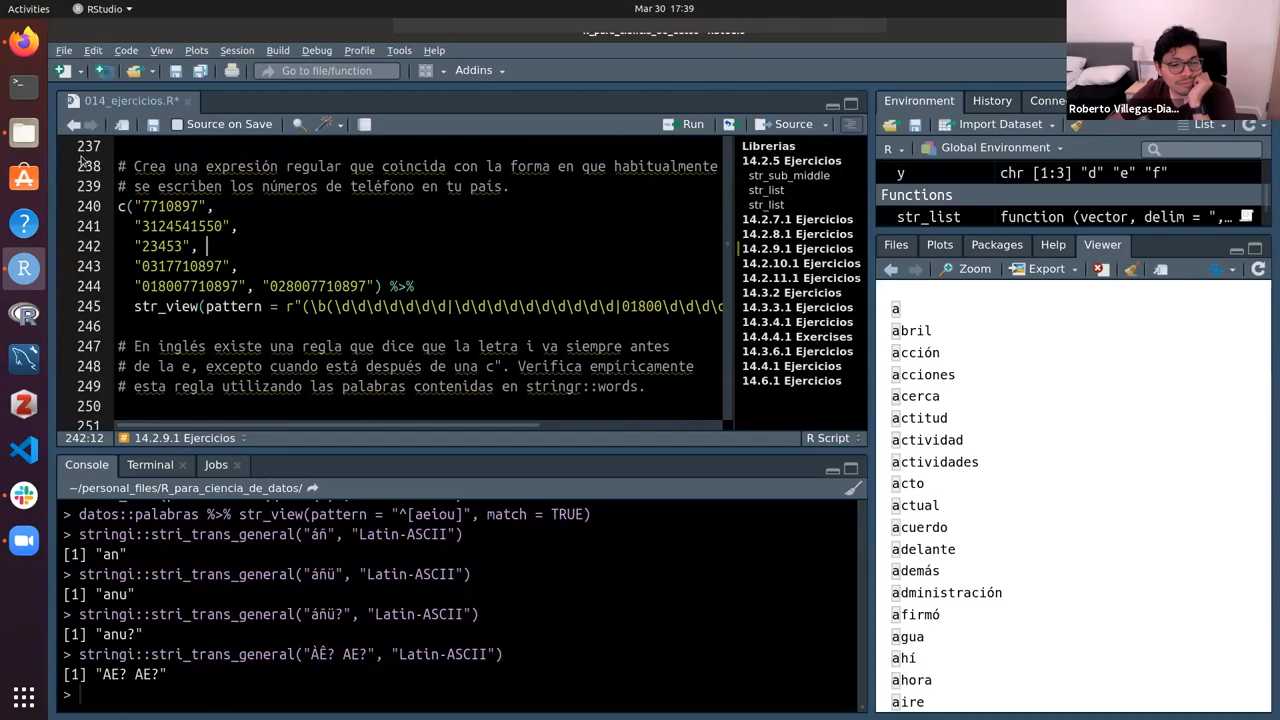 Activities
RStudio
Mar 30 17:39
R_para_ciencia_de_datos - RStudio
File Edit Code View Plots Session Build Debug Profile Tools Help
Go to file/function
Addins
014_ejercicios.R*
Source on Save
Run
Source
237
238 # Crea una expresión regular que coincida con la forma en que habitualmente
239 # se escriben los números de teléfono en tu país.
240 c("7710897",
241 "3124541550",
242 "23453",
243 "0317710897",
244 "018007710897", "028007710897") %>%
245 str_view(pattern = r"(\b(\d\d\d\d\d\d\d|\d\d\d\d\d\d\d\d\d\d|01800\d\d\d
246
247 # En inglés existe una regla que dice que la letra i va siempre antes
248 # de la e, excepto cuando está después de una c". Verifica empíricamente
249 # esta regla utilizando las palabras contenidas en stringr::words.
250
251
242:12
14.2.9.1 Ejercicios
R Script
Librerias
14.2.5 Ejercicios
str_sub_middle
str_list
str_list
14.2.7.1 Ejercicios
14.2.8.1 Ejercicios
14.2.9.1 Ejercicios
14.2.10.1 Ejercicios
14.2.11.1 Ejercicios
14.3.2 Ejercicios
14.3.3.1 Ejercicios
14.3.4.1 Ejercicios
14.4.4.1 Exercises
14.3.6.1 Ejercicios
14.4.1 Ejercicios
14.6.1 Ejercicios
Console Terminal Jobs
~/personal_files/R_para_ciencia_de_datos/
> datos::palabras %>% str_view(pattern = "^[aeiou]", match = TRUE)
> stringi::stri_trans_general("áñ", "Latin-ASCII")
[1] "an"
> stringi::stri_trans_general("áñü", "Latin-ASCII")
[1] "anu"
> stringi::stri_trans_general("áñü?", "Latin-ASCII")
[1] "anu?"
> stringi::stri_trans_general("ÀÊ? AE?", "Latin-ASCII")
[1] "AE? AE?"
>
Roberto Villegas-Dia...
Environment History Conne
Import Dataset
List
R
Global Environment
y chr [1:3] "d" "e" "f"
Functions
str_list function (vector, delim = ",…
Files Plots Packages Help Viewer
Zoom
Export
a
abril
acción
acciones
acerca
actitud
actividad
actividades
acto
actual
acuerdo
adelante
además
administración
afirmó
agua
ahí
ahora
aire